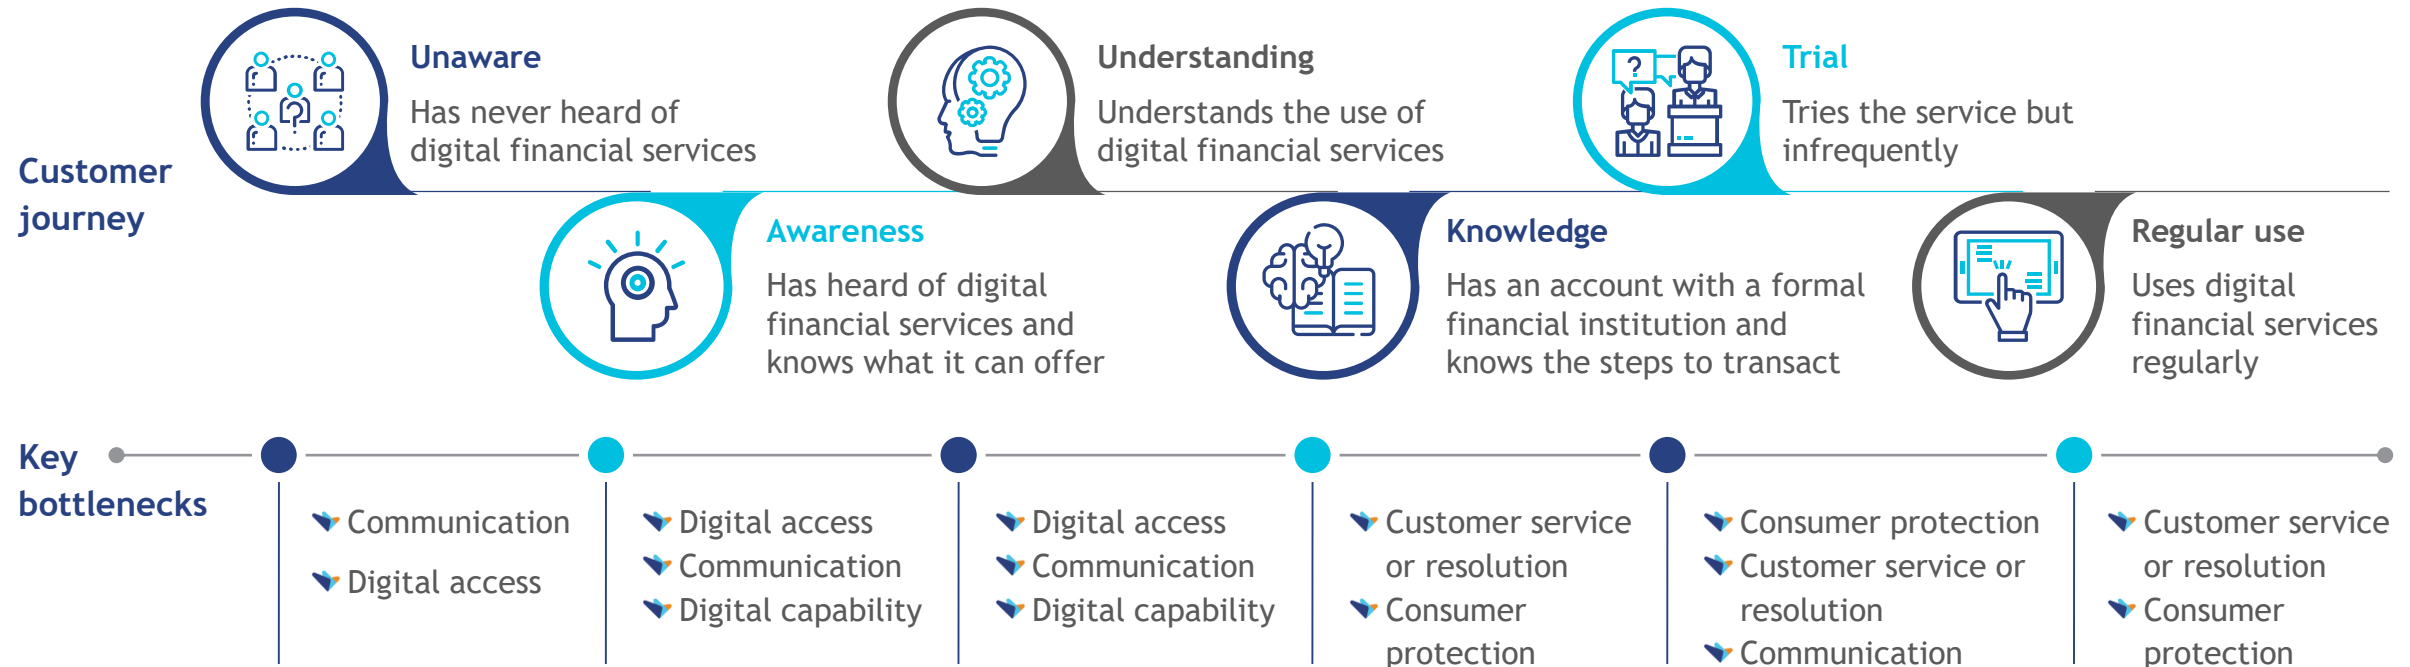 Customer
journey
Unaware
Has never heard of
digital financial services
Awareness
Has heard of digital
financial services and
knows what it can offer
Understanding
Understands the use of
digital financial services
Knowledge
Has an account with a formal
financial institution and
knows the steps to transact
Trial
Tries the service but
infrequently
?
Regular use
Uses digital
financial services
regularly
Key
bottlenecks
Communication
Digital access
Digital access
Communication
Digital capability
Digital access
Communication
Digital capability
Customer service
or resolution
Consumer
protection
Consumer protection
Customer service or
resolution
Communication
Customer service
or resolution
Consumer
protection